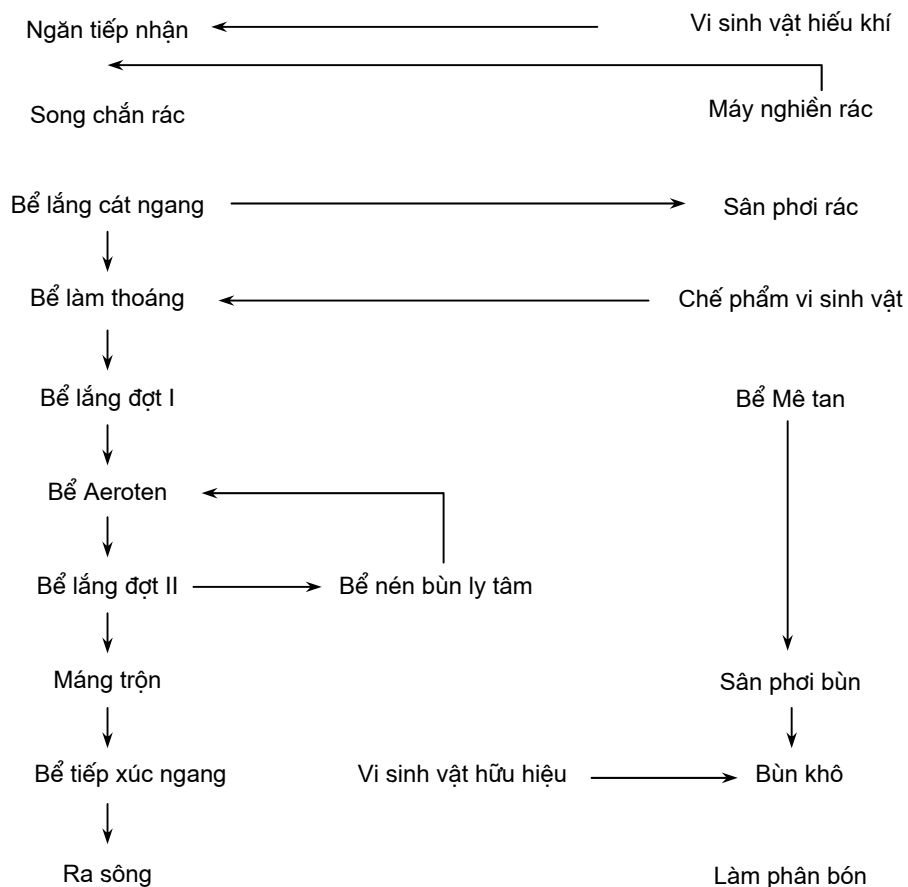 Ngăn tiếp nhận
Vi sinh vật hiếu khí
Song chắn rác
Máy nghiền rác
Bể lắng cát ngang
Sân phơi rác
Bể làm thoáng
Chế phẩm vi sinh vật
Bể lắng đợt I
Bể Mê tan
Bể Aeroten
Bể lắng đợt II
Bể nén bùn ly tâm
Máng trộn
Sân phơi bùn
Bể tiếp xúc ngang
Vi sinh vật hữu hiệu
Bùn khô
Ra sông
Làm phân bón